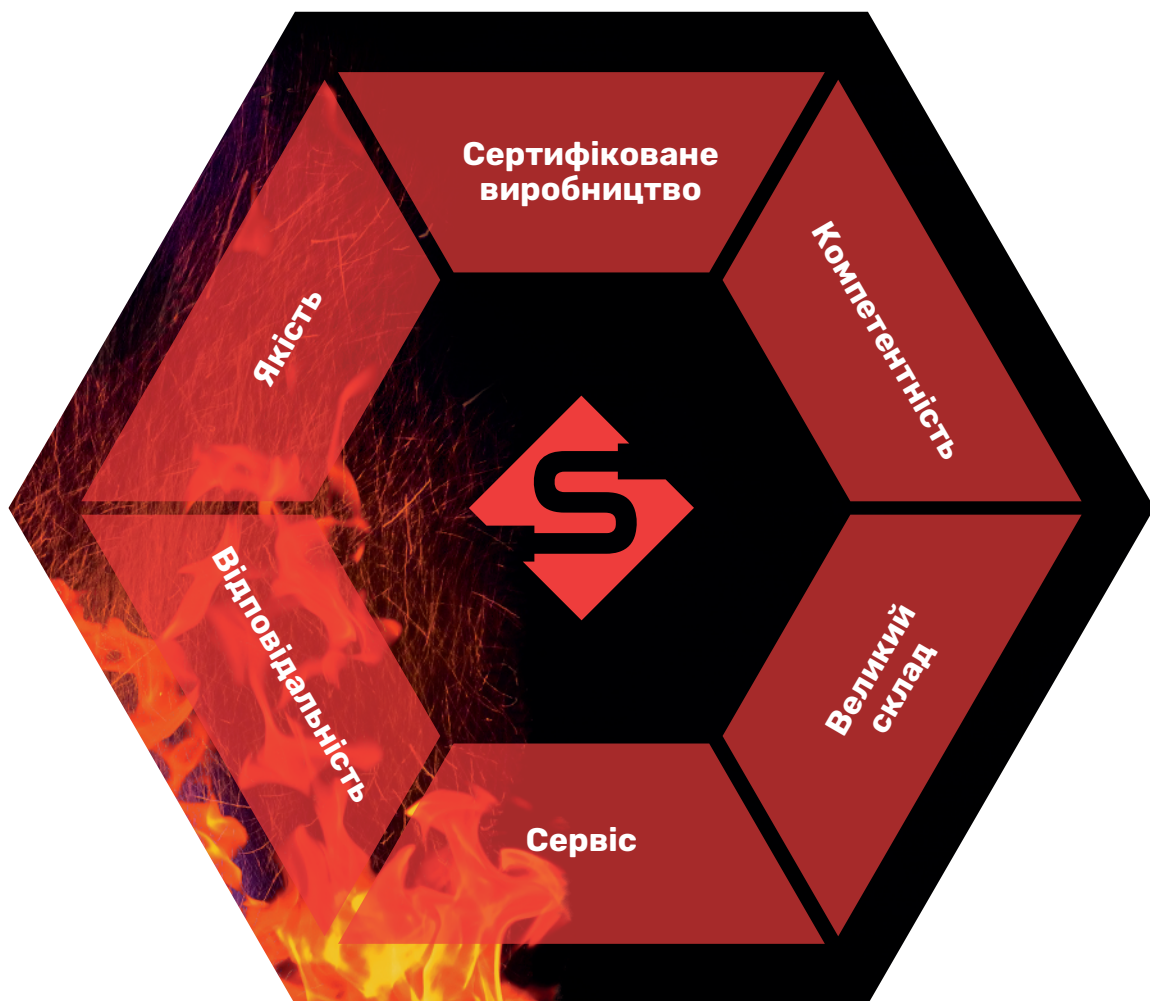 Сертифіковане
виробництво
Компетентність
Великий
склад
Сервіс
Відповідальність
Якість
S